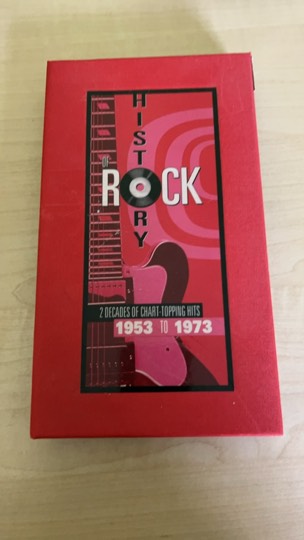 HISTORY
of
ROCK
2 DECADES OF CHART-TOPPING HITS
1953 TO 1973